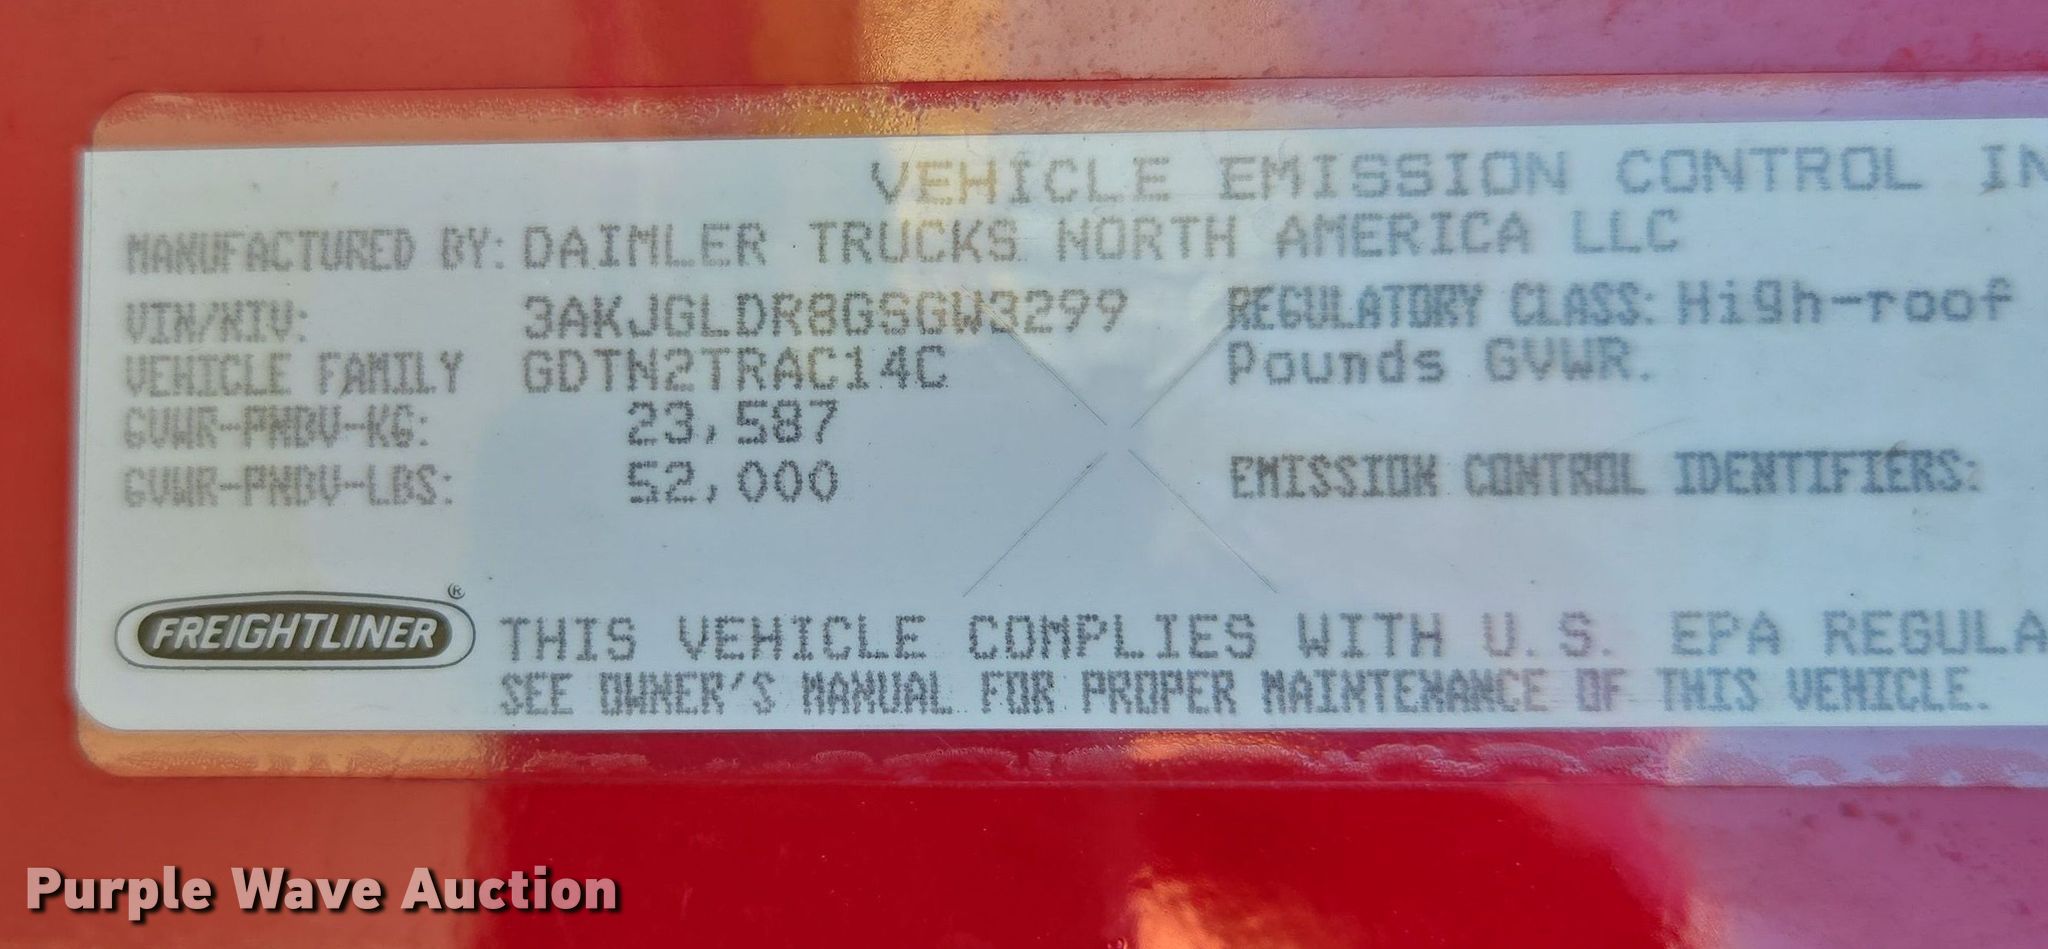 VEHICLE EMISSION CONTROL IN
MANUFACTURED BY: DAIMLER TRUCKS NORTH AMERICA LLC
VIN/NIV: 3AKJGLDR8GSGW3299 REGULATORY CLASS: High-roof
VEHICLE FAMILY GDTN2TRAC14C Pounds GVWR.
GVWR-PNBV-KG: 23,587
GVWR-PNBV-LBS: 52,000 EMISSION CONTROL IDENTIFIERS:
FREIGHTLINER®
THIS VEHICLE COMPLIES WITH U.S. EPA REGULA
SEE OWNER'S MANUAL FOR PROPER MAINTENANCE OF THIS VEHICLE.
Purple Wave Auction